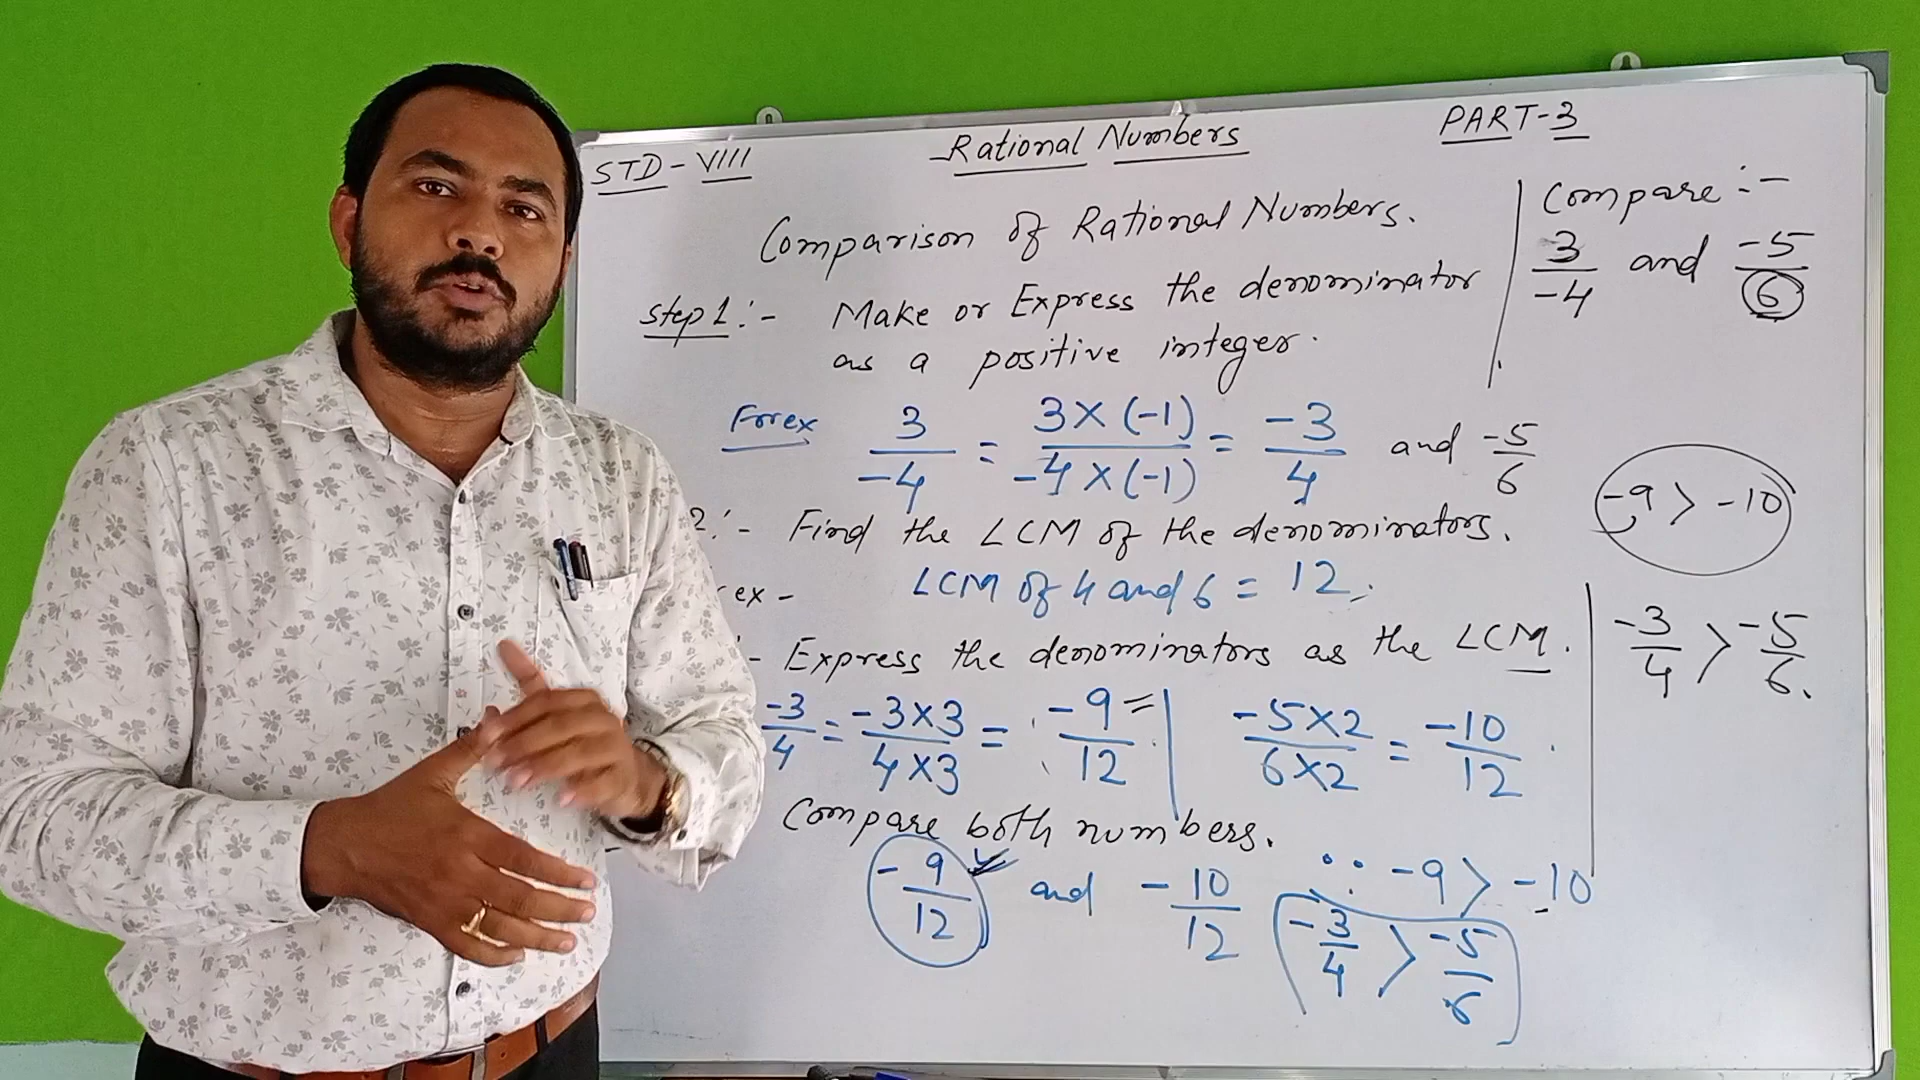 STD - VIII
Rational Numbers
PART-3
Comparison of Rational Numbers.
Step 1:- Make or Express the denominator
as a positive integer.
For ex 3/-4 = 3×(-1)/-4×(-1) = -3/4 and -5/6
2:- Find the LCM of the denominators.
ex - LCM of 4 and 6 = 12.
:- Express the denominators as the LCM.
-3/4 = -3×3/4×3 = -9/12 = | -5×2/6×2 = -10/12
Compare both numbers.
-9/12 and -10/12
∵ -9 > -10
-3/4 > -5/6
Compare :-
3/-4 and -5/6
-9 > -10
-3/4 > -5/6.